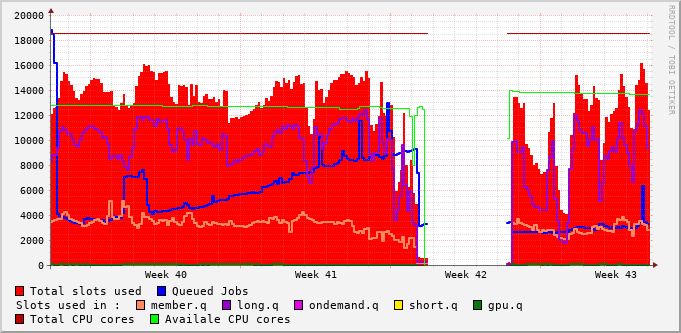 20000
18000
16000
14000
12000
10000
8000
6000
4000
2000
0
Week 40 Week 41 Week 42 Week 43
RRDTOOL / TOBI OETIKER
Total slots used Queued Jobs
Slots used in : member.q long.q ondemand.q short.q gpu.q
Total CPU cores Availale CPU cores